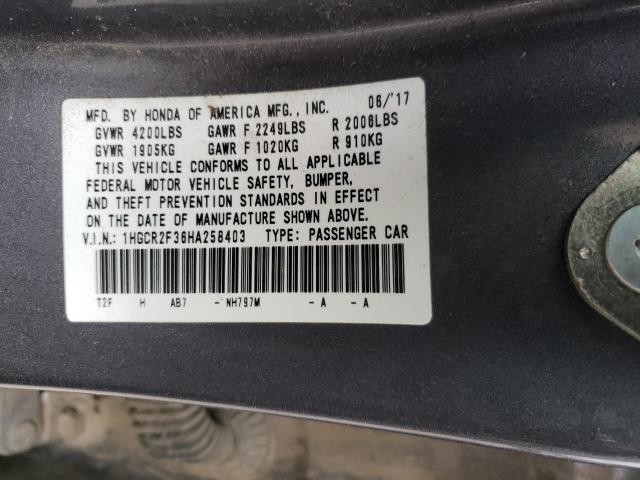 MFD. BY HONDA OF AMERICA MFG., INC. 06/'17
GVWR 4200LBS GAWR F 2249LBS R 2006LBS
GVWR 1905KG GAWR F 1020KG R 910KG
THIS VEHICLE CONFORMS TO ALL APPLICABLE
FEDERAL MOTOR VEHICLE SAFETY, BUMPER,
AND THEFT PREVENTION STANDARDS IN EFFECT
ON THE DATE OF MANUFACTURE SHOWN ABOVE.
V.I.N.: 1HGCR2F36HA258403 TYPE: PASSENGER CAR
T2F H AB7 - NH797M - A - A